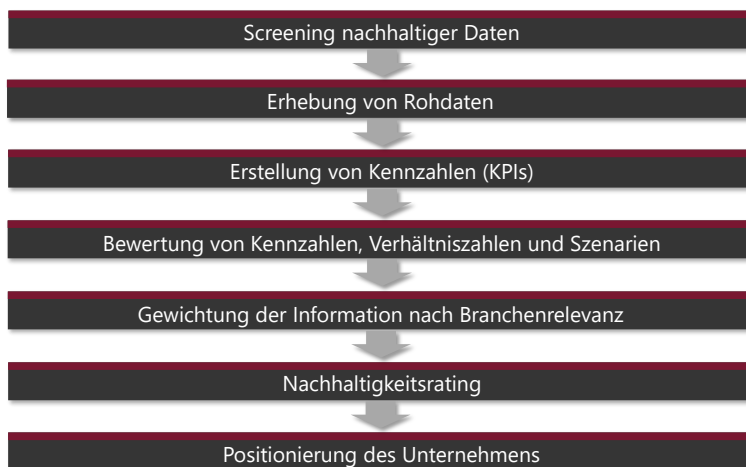 Screening nachhaltiger Daten
Erhebung von Rohdaten
Erstellung von Kennzahlen (KPIs)
Bewertung von Kennzahlen, Verhältniszahlen und Szenarien
Gewichtung der Information nach Branchenrelevanz
Nachhaltigkeitsrating
Positionierung des Unternehmens